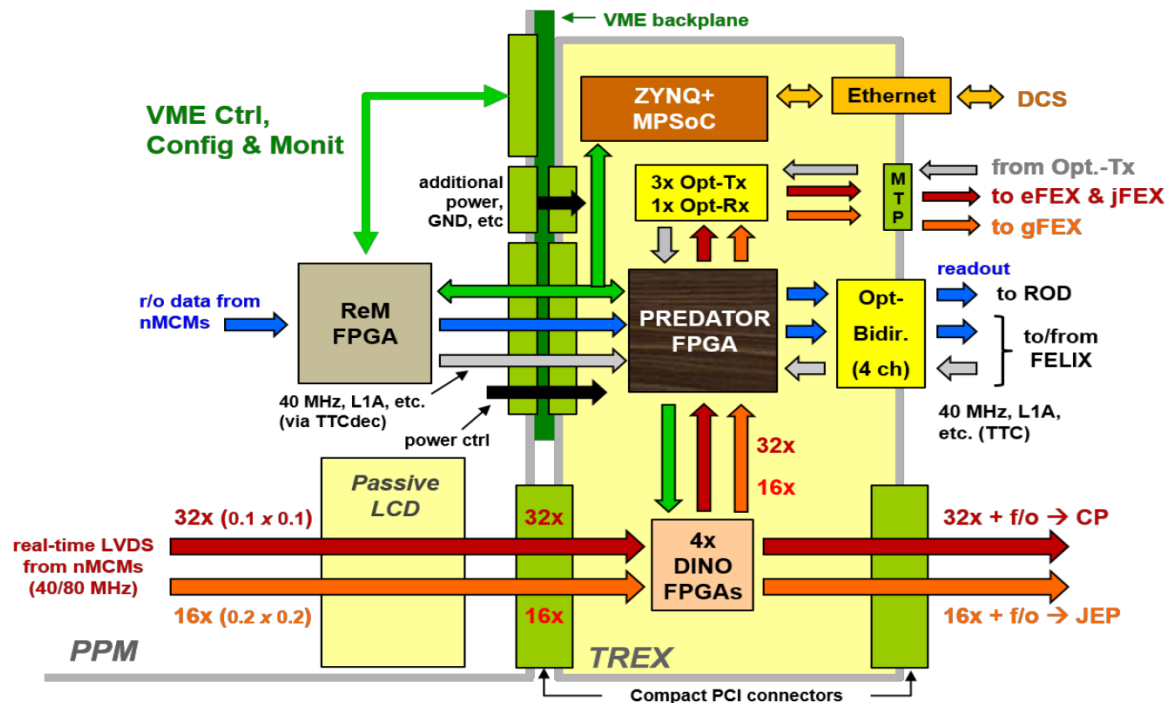 VME backplane
ZYNQ+
MPSoC
Ethernet
DCS
VME Ctrl,
Config & Monit
additional
power,
GND, etc
3x Opt-Tx
1x Opt-Rx
M
T
P
from Opt.-Tx
to eFEX & jFEX
to gFEX
r/o data from
nMCMs
ReM
FPGA
PREDATOR
FPGA
Opt-
Bidir.
(4 ch)
readout
to ROD
to/from
FELIX
40 MHz, L1A, etc.
(via TTCdec)
power ctrl
40 MHz, L1A,
etc. (TTC)
32x
16x
Passive
LCD
32x (0.1 x 0.1)
32x
real-time LVDS
from nMCMs
(40/80 MHz)
4x
DINO
FPGAs
32x + f/o → CP
16x (0.2 x 0.2)
16x
16x + f/o → JEP
PPM
TREX
Compact PCI connectors